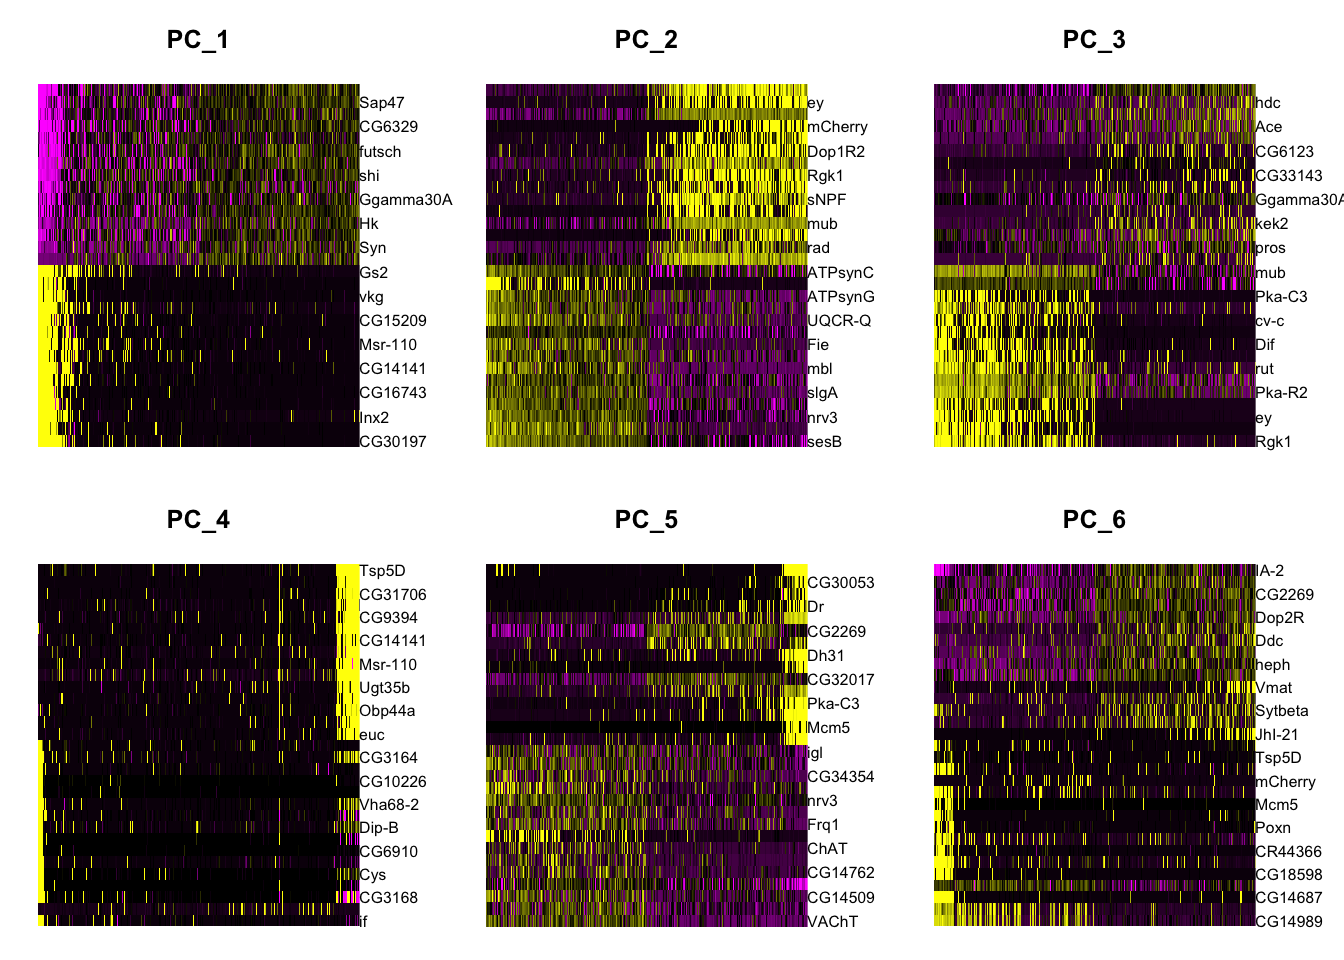 PC_1
Sap47
CG6329
futsch
shi
Ggamma30A
Hk
Syn
Gs2
vkg
CG15209
Msr-110
CG14141
CG16743
Inx2
CG30197
PC_2
ey
mCherry
Dop1R2
Rgk1
sNPF
mub
rad
ATPsynC
ATPsynG
UQCR-Q
Fie
mbl
slgA
nrv3
sesB
PC_3
hdc
Ace
CG6123
CG33143
Ggamma30A
kek2
pros
mub
Pka-C3
cv-c
Dif
rut
Pka-R2
ey
Rgk1
PC_4
Tsp5D
CG31706
CG9394
CG14141
Msr-110
Ugt35b
Obp44a
euc
CG3164
CG10226
Vha68-2
Dip-B
CG6910
Cys
CG3168
if
PC_5
CG30053
Dr
CG2269
Dh31
CG32017
Pka-C3
Mcm5
igl
CG34354
nrv3
Frq1
ChAT
CG14762
CG14509
VAChT
PC_6
IA-2
CG2269
Dop2R
Ddc
heph
Vmat
Sytbeta
JhI-21
Tsp5D
mCherry
Mcm5
Poxn
CR44366
CG18598
CG14687
CG14989